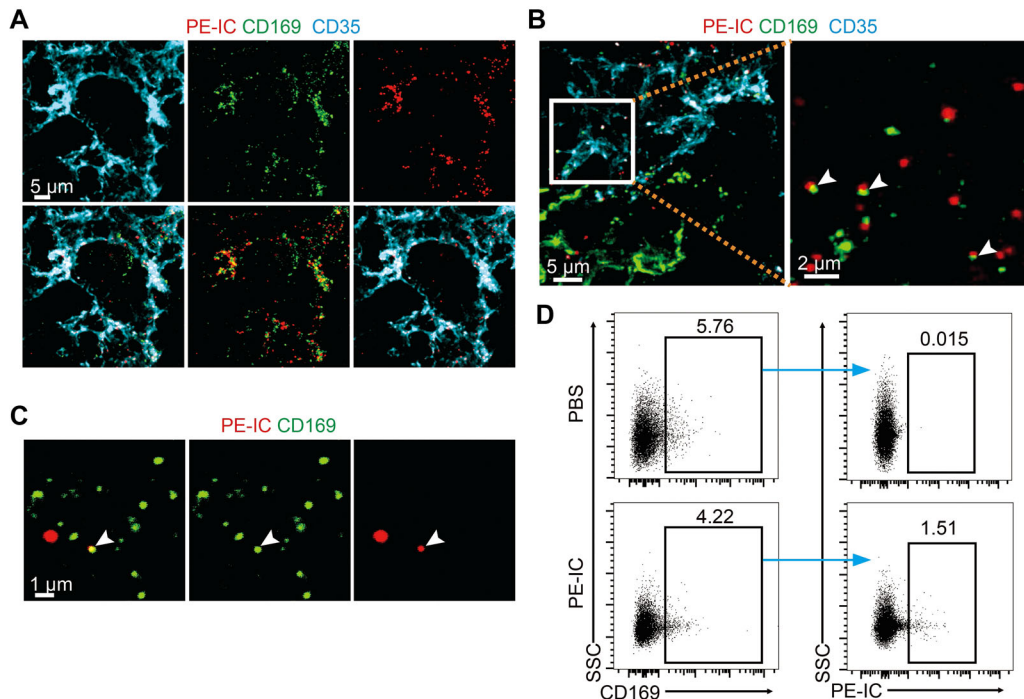 A
PE-IC CD169 CD35
5 µm
B
PE-IC CD169 CD35
5 µm
2 µm
C
PE-IC CD169
1 µm
D
5.76
0.015
PBS
4.22
1.51
PE-IC
SSC
SSC
CD169
PE-IC